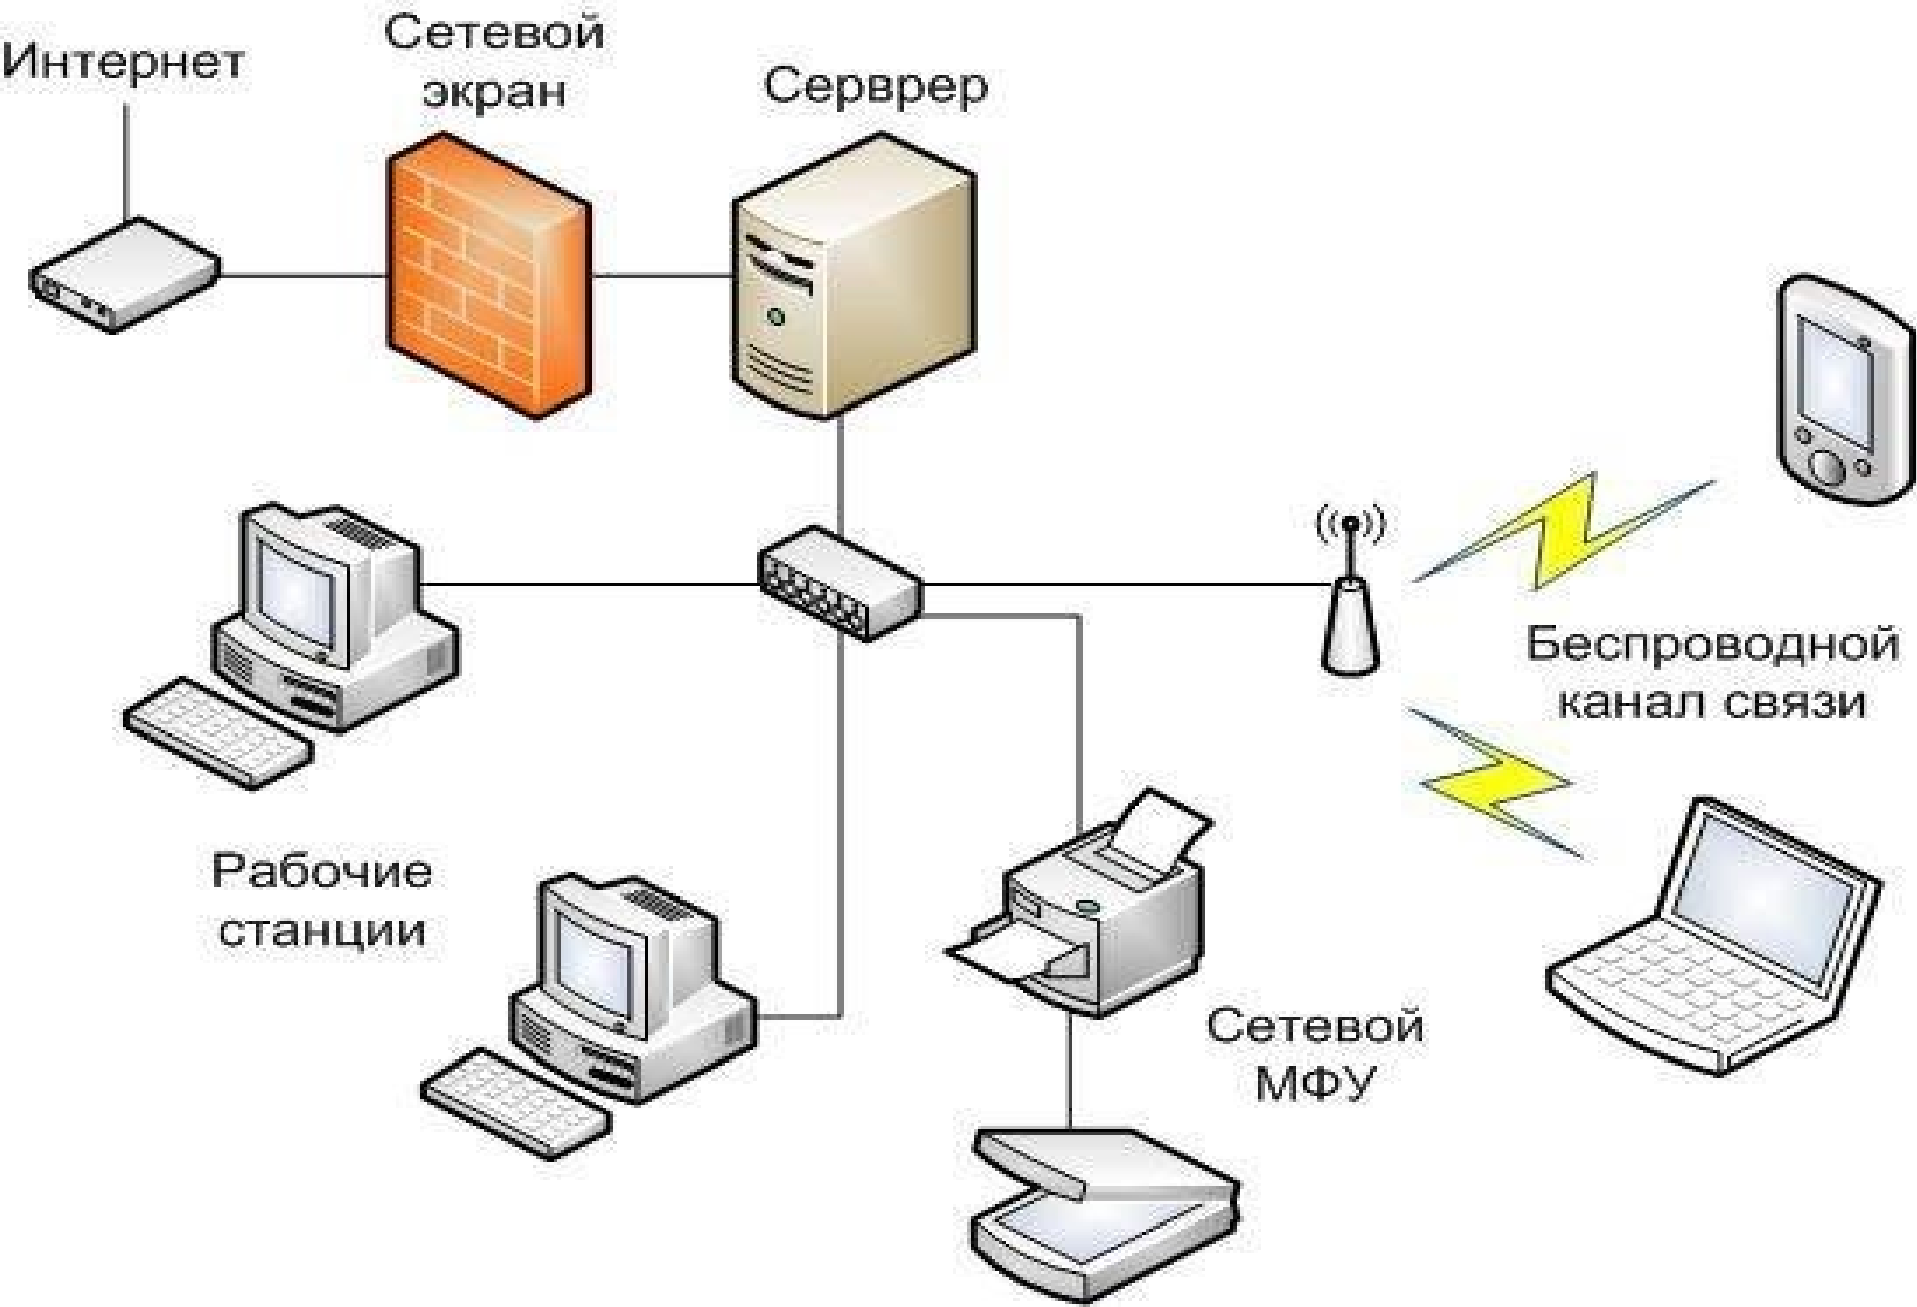 Интернет
Сетевой
экран
Серврер
Беспроводной
канал связи
Рабочие
станции
Сетевой
МФУ